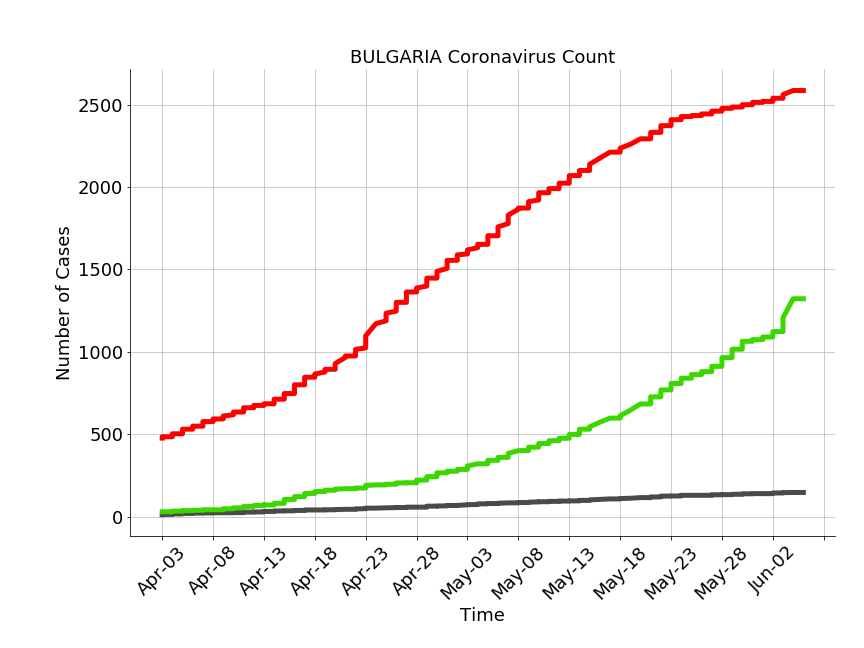 BULGARIA Coronavirus Count
Number of Cases
2500
2000
1500
1000
500
0
Apr-03
Apr-08
Apr-13
Apr-18
Apr-23
Apr-28
May-03
May-08
May-13
May-18
May-23
May-28
Jun-02
Time